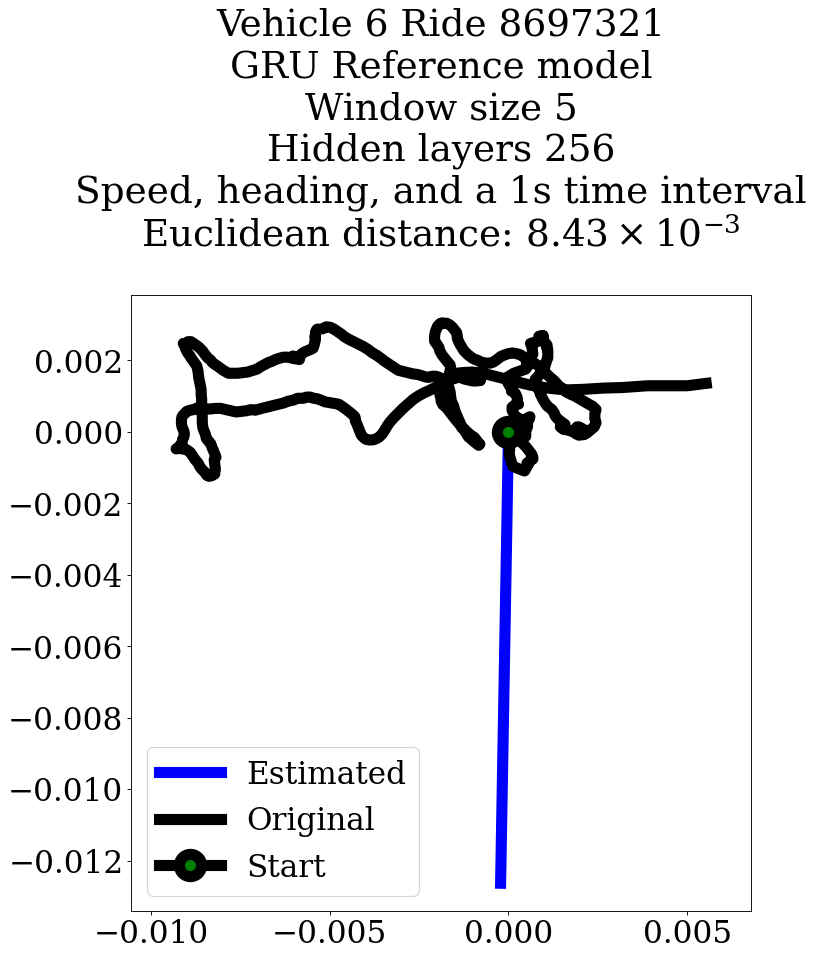 Vehicle 6 Ride 8697321
GRU Reference model
Window size 5
Hidden layers 256
Speed, heading, and a 1s time interval
Euclidean distance: 8.43 × 10⁻³
0.002
0.000
−0.002
−0.004
−0.006
−0.008
−0.010
−0.012
Estimated
Original
Start
−0.010
−0.005
0.000
0.005